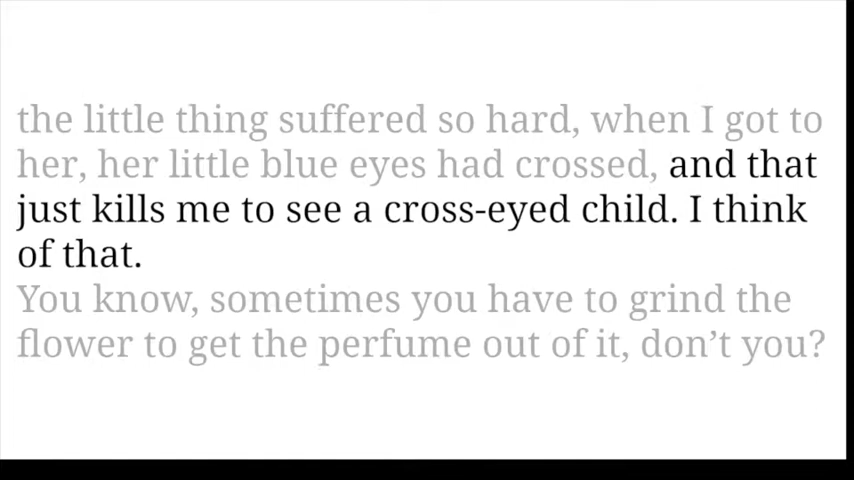 the little thing suffered so hard, when I got to
her, her little blue eyes had crossed, and that
just kills me to see a cross-eyed child. I think
of that.
You know, sometimes you have to grind the
flower to get the perfume out of it, don’t you?